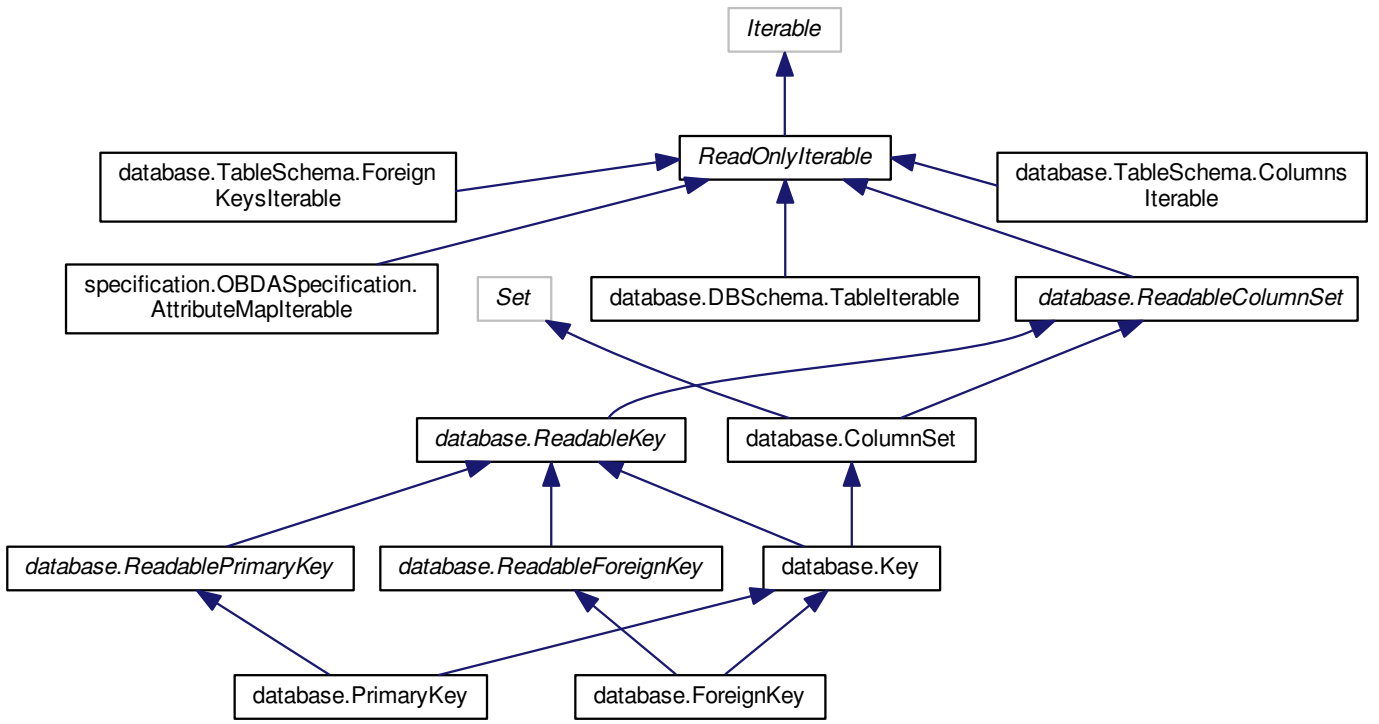 Iterable
ReadOnlyIterable
database.TableSchema.Foreign
KeysIterable
database.TableSchema.Columns
Iterable
specification.OBDASpecification.
AttributeMapIterable
Set
database.DBSchema.TableIterable
database.ReadableColumnSet
database.ReadableKey
database.ColumnSet
database.ReadablePrimaryKey
database.ReadableForeignKey
database.Key
database.PrimaryKey
database.ForeignKey